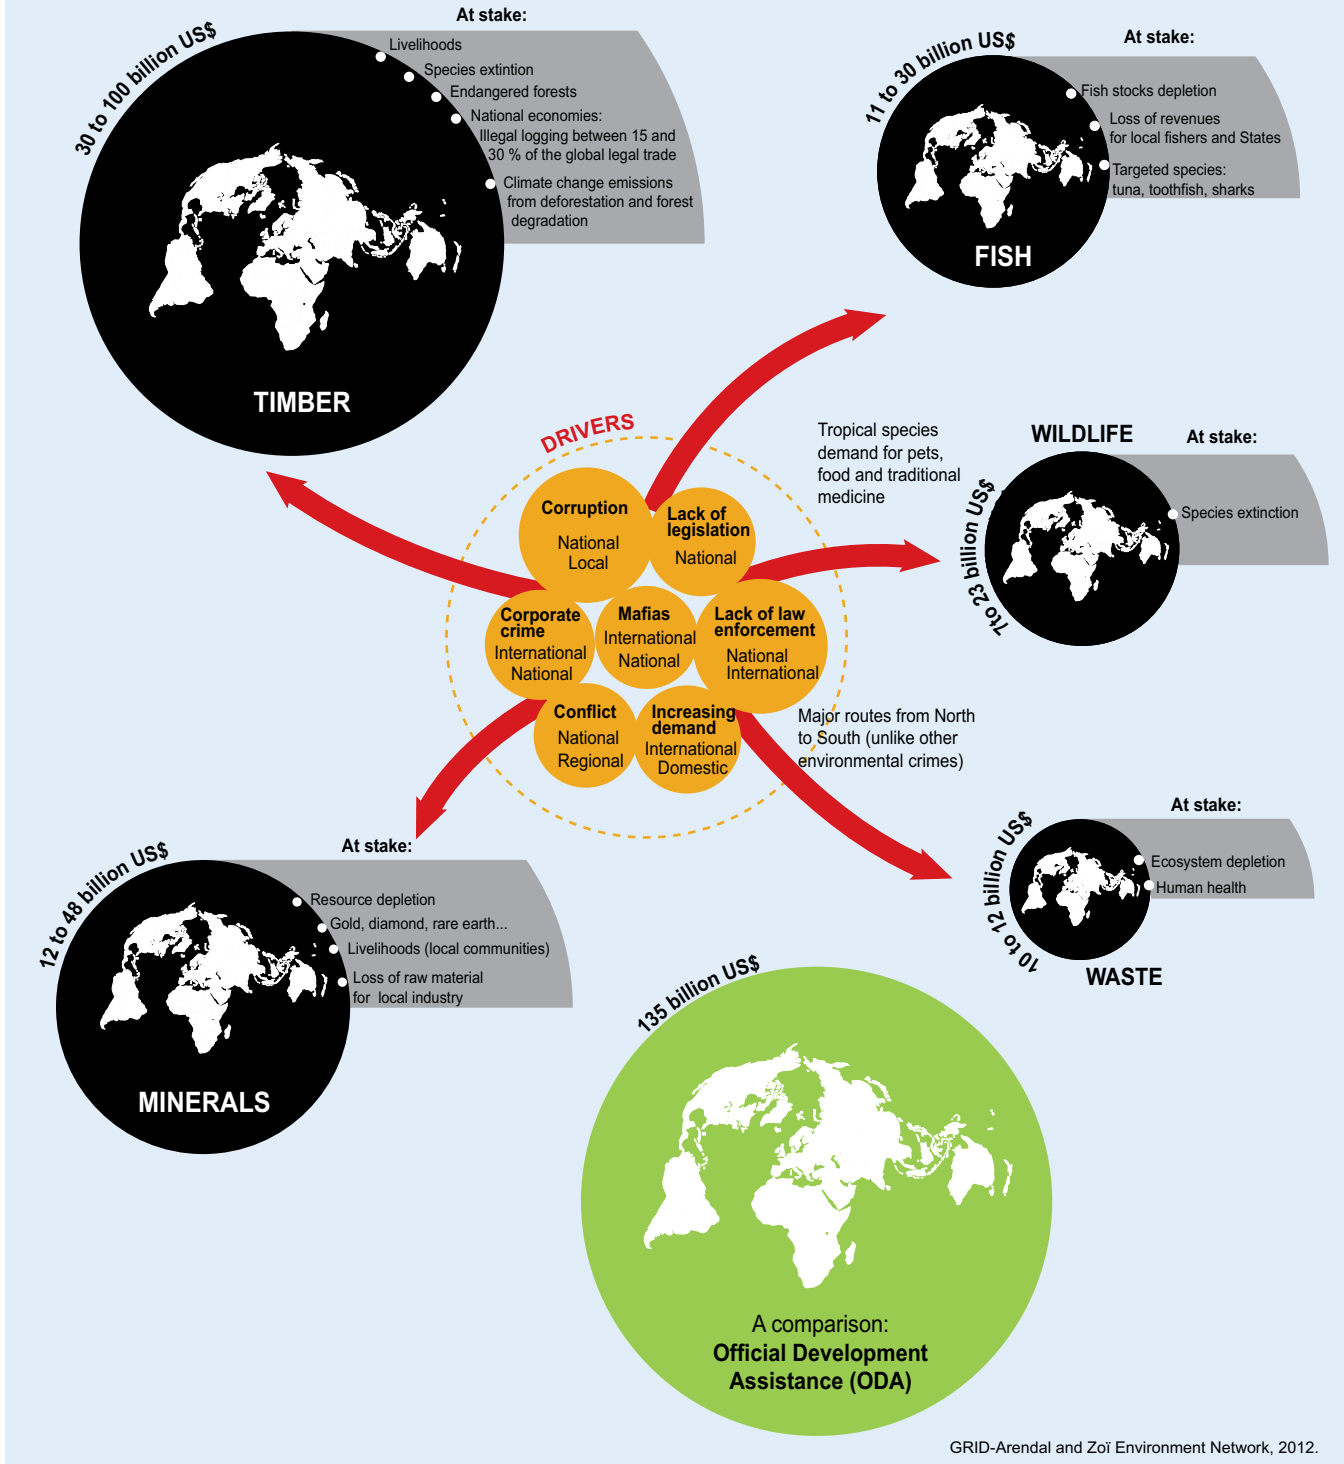 At stake:
30 to 100 billion US$
Livelihoods
Species extintion
Endangered forests
National economies:
Illegal logging between 15 and
30 % of the global legal trade
Climate change emissions
from deforestation and forest
degradation
TIMBER
At stake:
11 to 30 billion US$
Fish stocks depletion
Loss of revenues
for local fishers and States
Targeted species:
tuna, toothfish, sharks
FISH
DRIVERS
Corruption
National
Local
Lack of
legislation
National
Corporate
crime
International
National
Mafias
International
National
Lack of law
enforcement
National
International
Conflict
National
Regional
Increasing
demand
International
Domestic
Tropical species
demand for pets,
food and traditional
medicine
WILDLIFE
At stake:
7to 23 billion US$
Species extinction
Major routes from North
to South (unlike other
environmental crimes)
At stake:
10 to 12 billion US$
Ecosystem depletion
Human health
WASTE
At stake:
12 to 48 billion US$
Resource depletion
Gold, diamond, rare earth...
Livelihoods (local communities)
Loss of raw material
for local industry
MINERALS
135 billion US$
A comparison:
Official Development
Assistance (ODA)
GRID-Arendal and Zoï Environment Network, 2012.